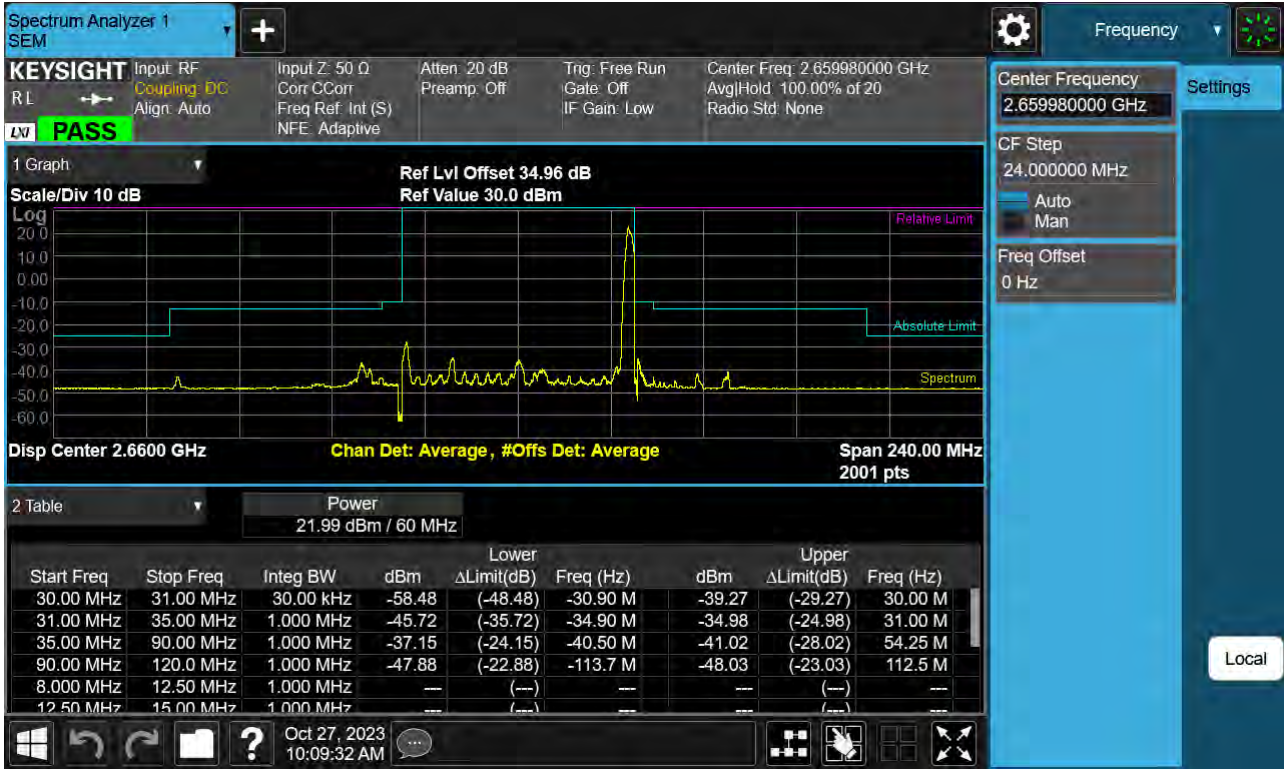 Spectrum Analyzer 1
SEM
Frequency
KEYSIGHT
Input: RF
Coupling: DC
Align: Auto
Input Z: 50 Ω
Corr CCorr
Freq Ref: Int (S)
NFE: Adaptive
Atten: 20 dB
Preamp: Off
Trig: Free Run
Gate: Off
IF Gain: Low
Center Freq: 2.659980000 GHz
Avg|Hold: 100.00% of 20
Radio Std: None
RL
LXI PASS
Center Frequency
2.659980000 GHz
Settings
CF Step
24.000000 MHz
Auto
Man
Freq Offset
0 Hz
1 Graph
Scale/Div 10 dB
Ref Lvl Offset 34.96 dB
Ref Value 30.0 dBm
Log
20.0
10.0
0.00
-10.0
-20.0
-30.0
-40.0
-50.0
-60.0
Relative Limit
Absolute Limit
Spectrum
Disp Center 2.6600 GHz
Chan Det: Average, #Offs Det: Average
Span 240.00 MHz
2001 pts
2 Table
Power
21.99 dBm / 60 MHz
Lower Upper
Start Freq Stop Freq Integ BW dBm ΔLimit(dB) Freq (Hz) dBm ΔLimit(dB) Freq (Hz)
30.00 MHz 31.00 MHz 30.00 kHz -58.48 (-48.48) -30.90 M -39.27 (-29.27) 30.00 M
31.00 MHz 35.00 MHz 1.000 MHz -45.72 (-35.72) -34.90 M -34.98 (-24.98) 31.00 M
35.00 MHz 90.00 MHz 1.000 MHz -37.15 (-24.15) -40.50 M -41.02 (-28.02) 54.25 M
90.00 MHz 120.0 MHz 1.000 MHz -47.88 (-22.88) -113.7 M -48.03 (-23.03) 112.5 M
8.000 MHz 12.50 MHz 1.000 MHz --- (---) --- --- (---) ---
12.50 MHz 15.00 MHz 1.000 MHz --- (---) --- --- (---) ---
Local
?
Oct 27, 2023
10:09:32 AM